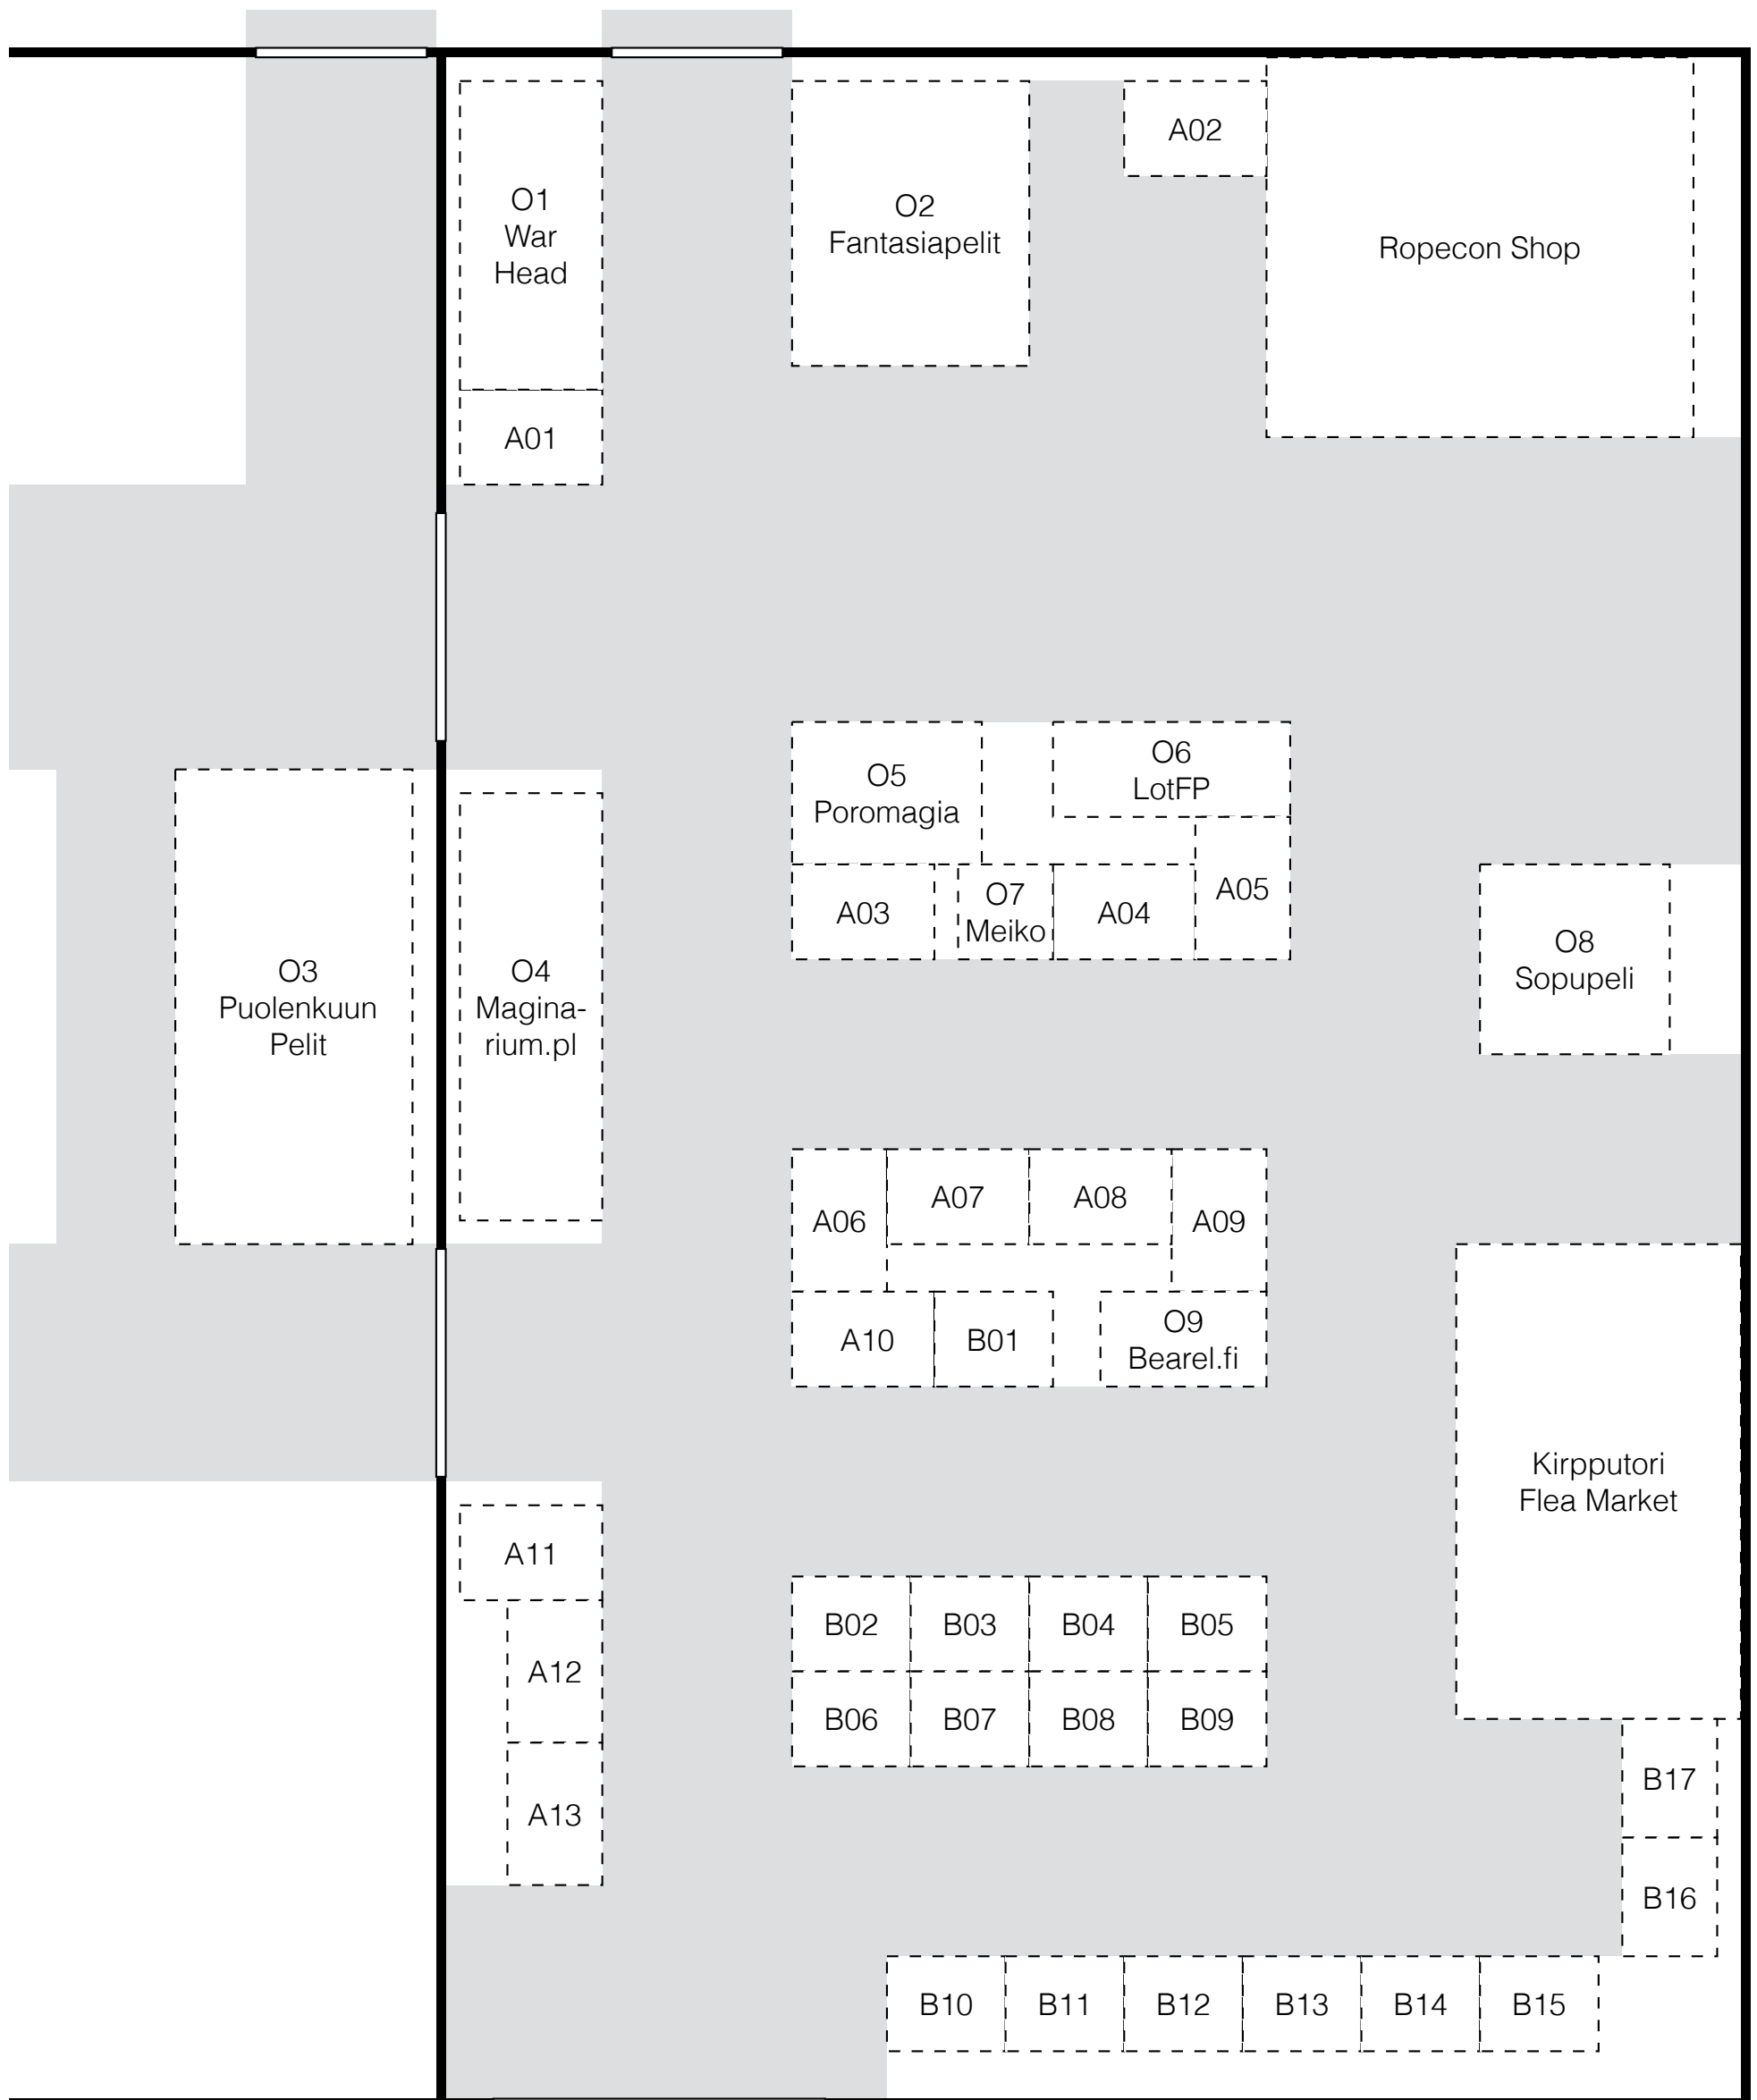 A02
O1
War
Head
O2
Fantasiapelit
Ropecon Shop
A01
O5
Poromagia
O6
LotFP
A03
O7
Meiko
A04
A05
O8
Sopupeli
O3
Puolenkuun
Pelit
O4
Magina-
rium.pl
A06
A07
A08
A09
A10
B01
O9
Bearel.fi
Kirpputori
Flea Market
A11
B02
B03
B04
B05
A12
B06
B07
B08
B09
B17
A13
B16
B10
B11
B12
B13
B14
B15